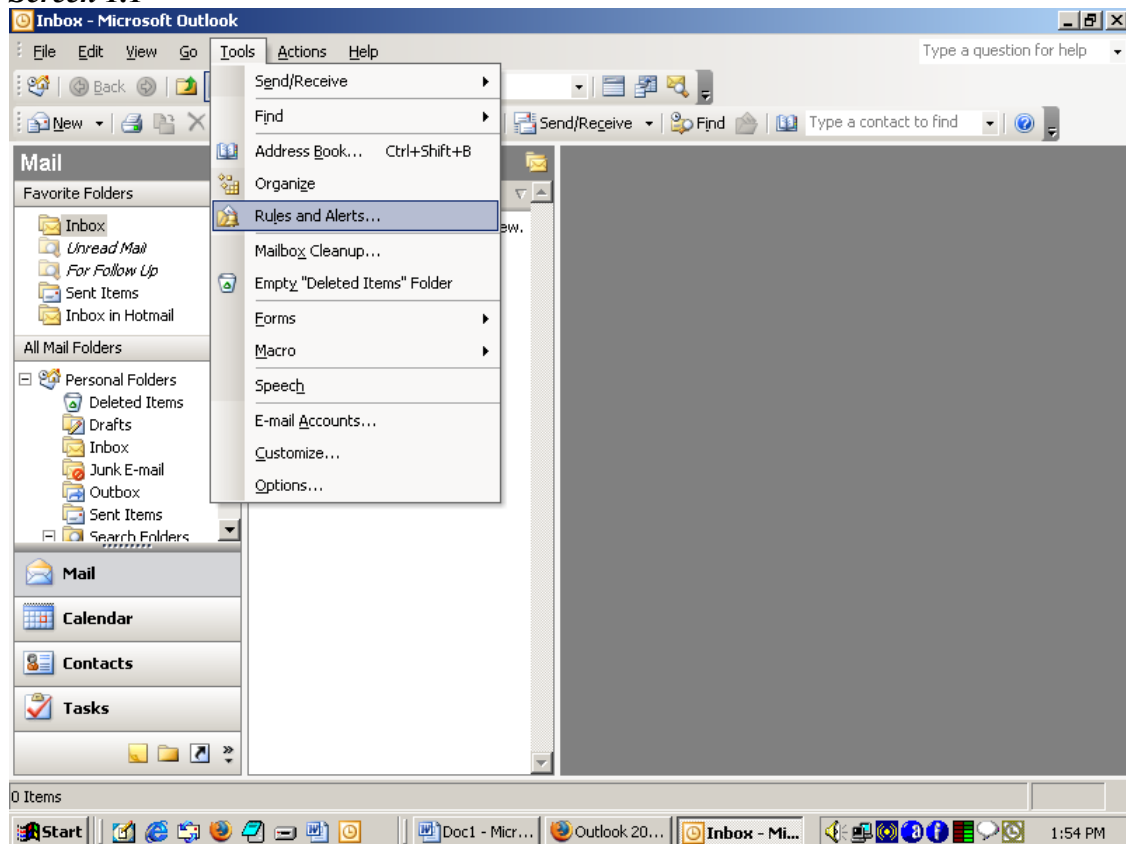 Screen 1.1
Inbox - Microsoft Outlook
File Edit View Go Tools Actions Help Type a question for help
Back
New Send/Receive Find Type a contact to find
Send/Receive
Find
Address Book... Ctrl+Shift+B
Organize
Rules and Alerts...
Mailbox Cleanup...
Empty "Deleted Items" Folder
Forms
Macro
Speech
E-mail Accounts...
Customize...
Options...
ew.
Mail
Favorite Folders
Inbox
Unread Mail
For Follow Up
Sent Items
Inbox in Hotmail
All Mail Folders
Personal Folders
Deleted Items
Drafts
Inbox
Junk E-mail
Outbox
Sent Items
Search Folders
Mail
Calendar
Contacts
Tasks
0 Items
Start Doc1 - Micr... Outlook 20... Inbox - Mi... 1:54 PM